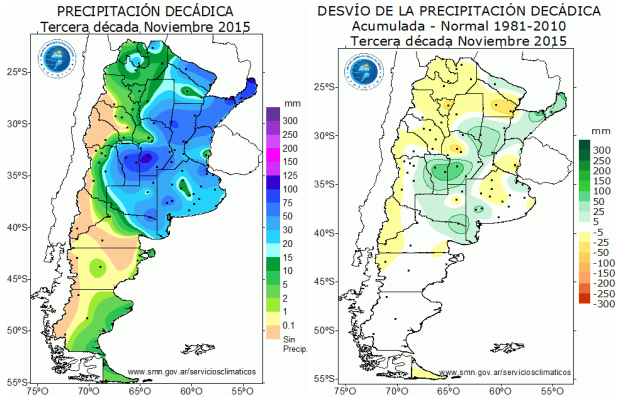 PRECIPITACIÓN DECÁDICA
Tercera década Noviembre 2015
25°S
30°S
35°S
40°S
45°S
50°S
55°S
75°O
70°O
65°O
60°O
55°O
mm
300
200
150
125
100
75
50
30
20
15
10
5
2
1
0.1
Sin
Precip.
www.smn.gov.ar/serviciosclimaticos
DESVÍO DE LA PRECIPITACIÓN DECÁDICA
Acumulada - Normal 1981-2010
Tercera década Noviembre 2015
25°S
30°S
35°S
40°S
45°S
50°S
55°S
75°O
70°O
65°O
60°O
55°O
mm
300
250
200
150
100
50
25
5
-5
-25
-50
-100
-150
-200
-250
-300
www.smn.gov.ar/serviciosclimaticos